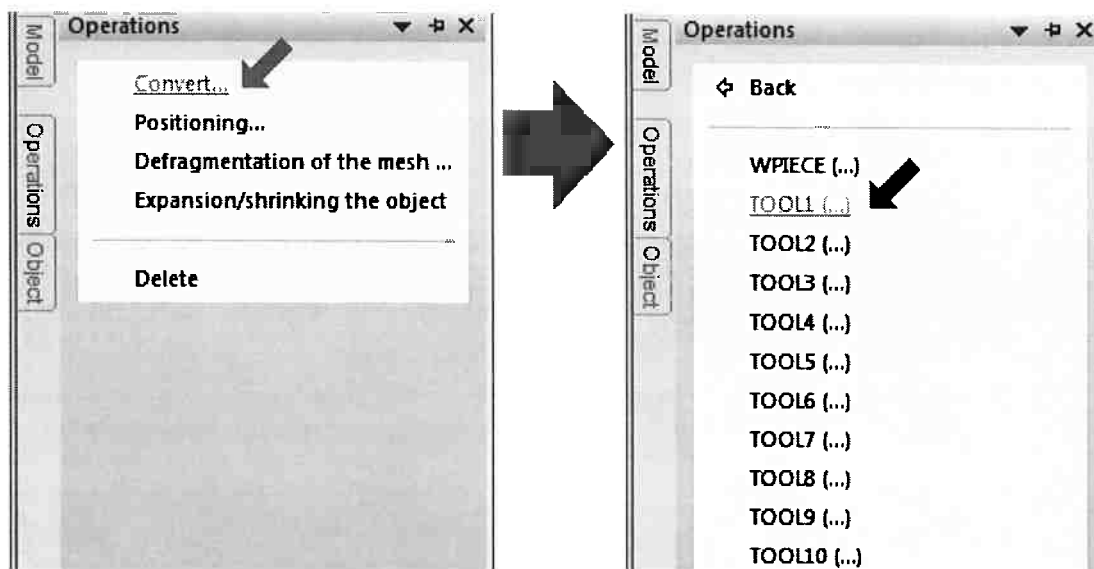 Operations
Model
Operations
Object
Convert...
Positioning...
Defragmentation of the mesh ...
Expansion/shrinking the object
Delete
Operations
Model
Operations
Object
Back
WPIECE (...)
TOOL1 (...)
TOOL2 (...)
TOOL3 (...)
TOOL4 (...)
TOOL5 (...)
TOOL6 (...)
TOOL7 (...)
TOOL8 (...)
TOOL9 (...)
TOOL10 (...)